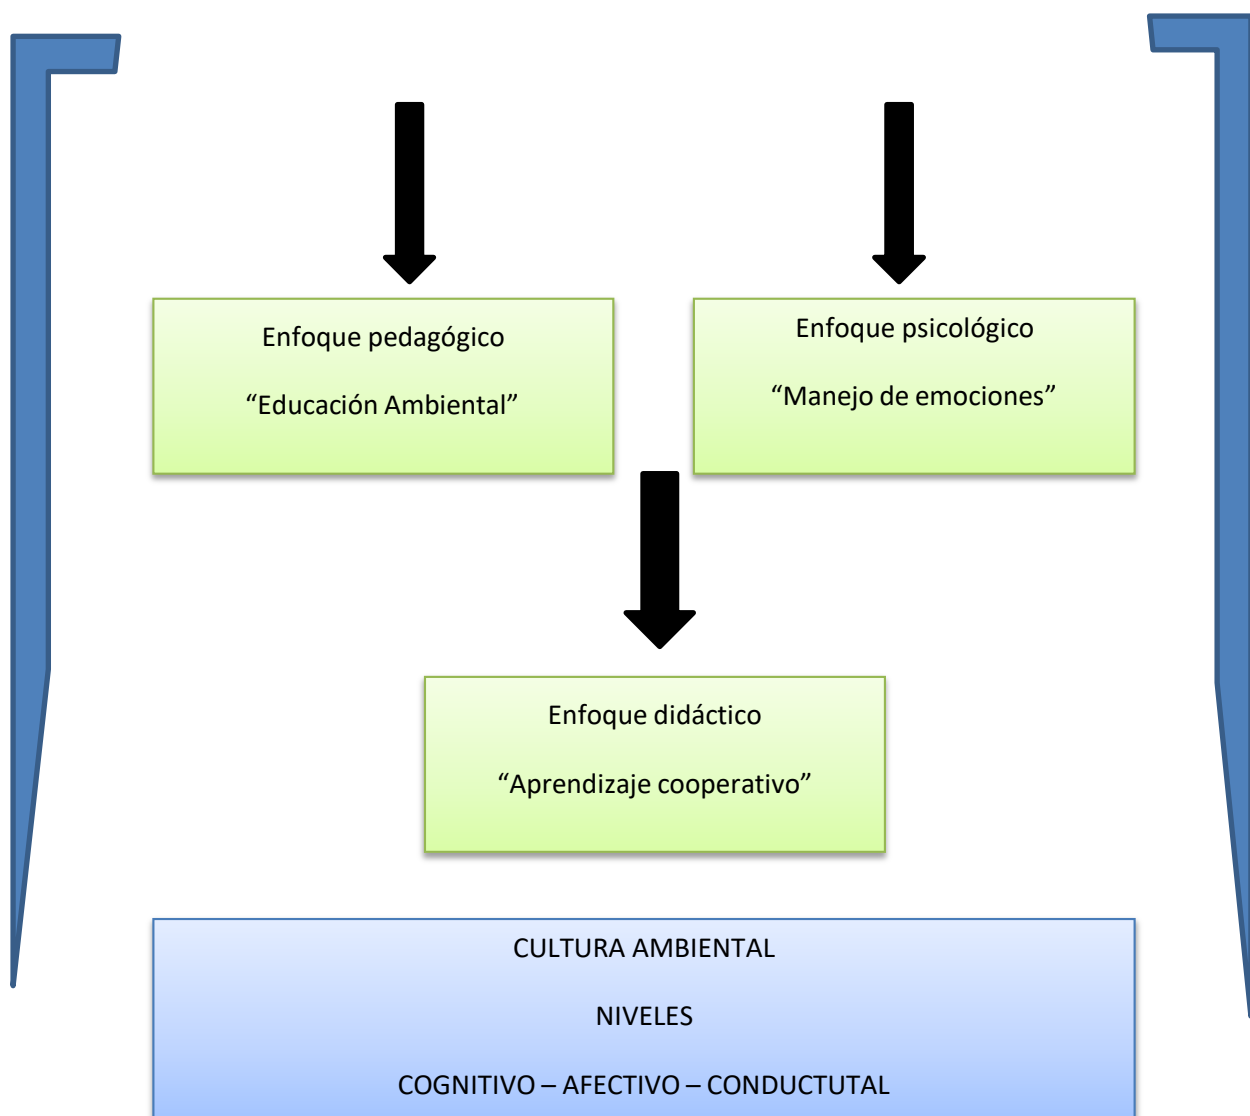 Enfoque pedagógico
“Educación Ambiental”
Enfoque psicológico
“Manejo de emociones”
Enfoque didáctico
“Aprendizaje cooperativo”
CULTURA AMBIENTAL
NIVELES
COGNITIVO – AFECTIVO – CONDUCTUTAL